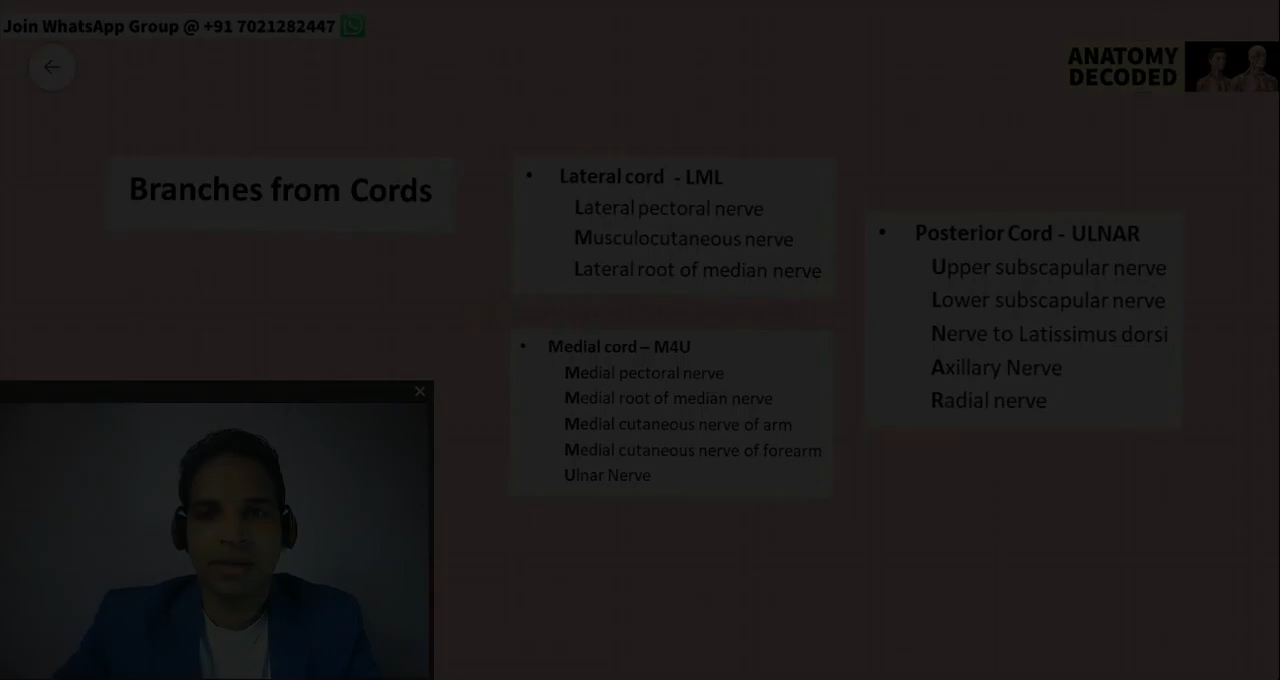 Join WhatsApp Group @ +91 7021282447
ANATOMY
DECODED
Branches from Cords
• Lateral cord - LML
Lateral pectoral nerve
Musculocutaneous nerve
Lateral root of median nerve
• Medial cord – M4U
Medial pectoral nerve
Medial root of median nerve
Medial cutaneous nerve of arm
Medial cutaneous nerve of forearm
Ulnar Nerve
• Posterior Cord - ULNAR
Upper subscapular nerve
Lower subscapular nerve
Nerve to Latissimus dorsi
Axillary Nerve
Radial nerve